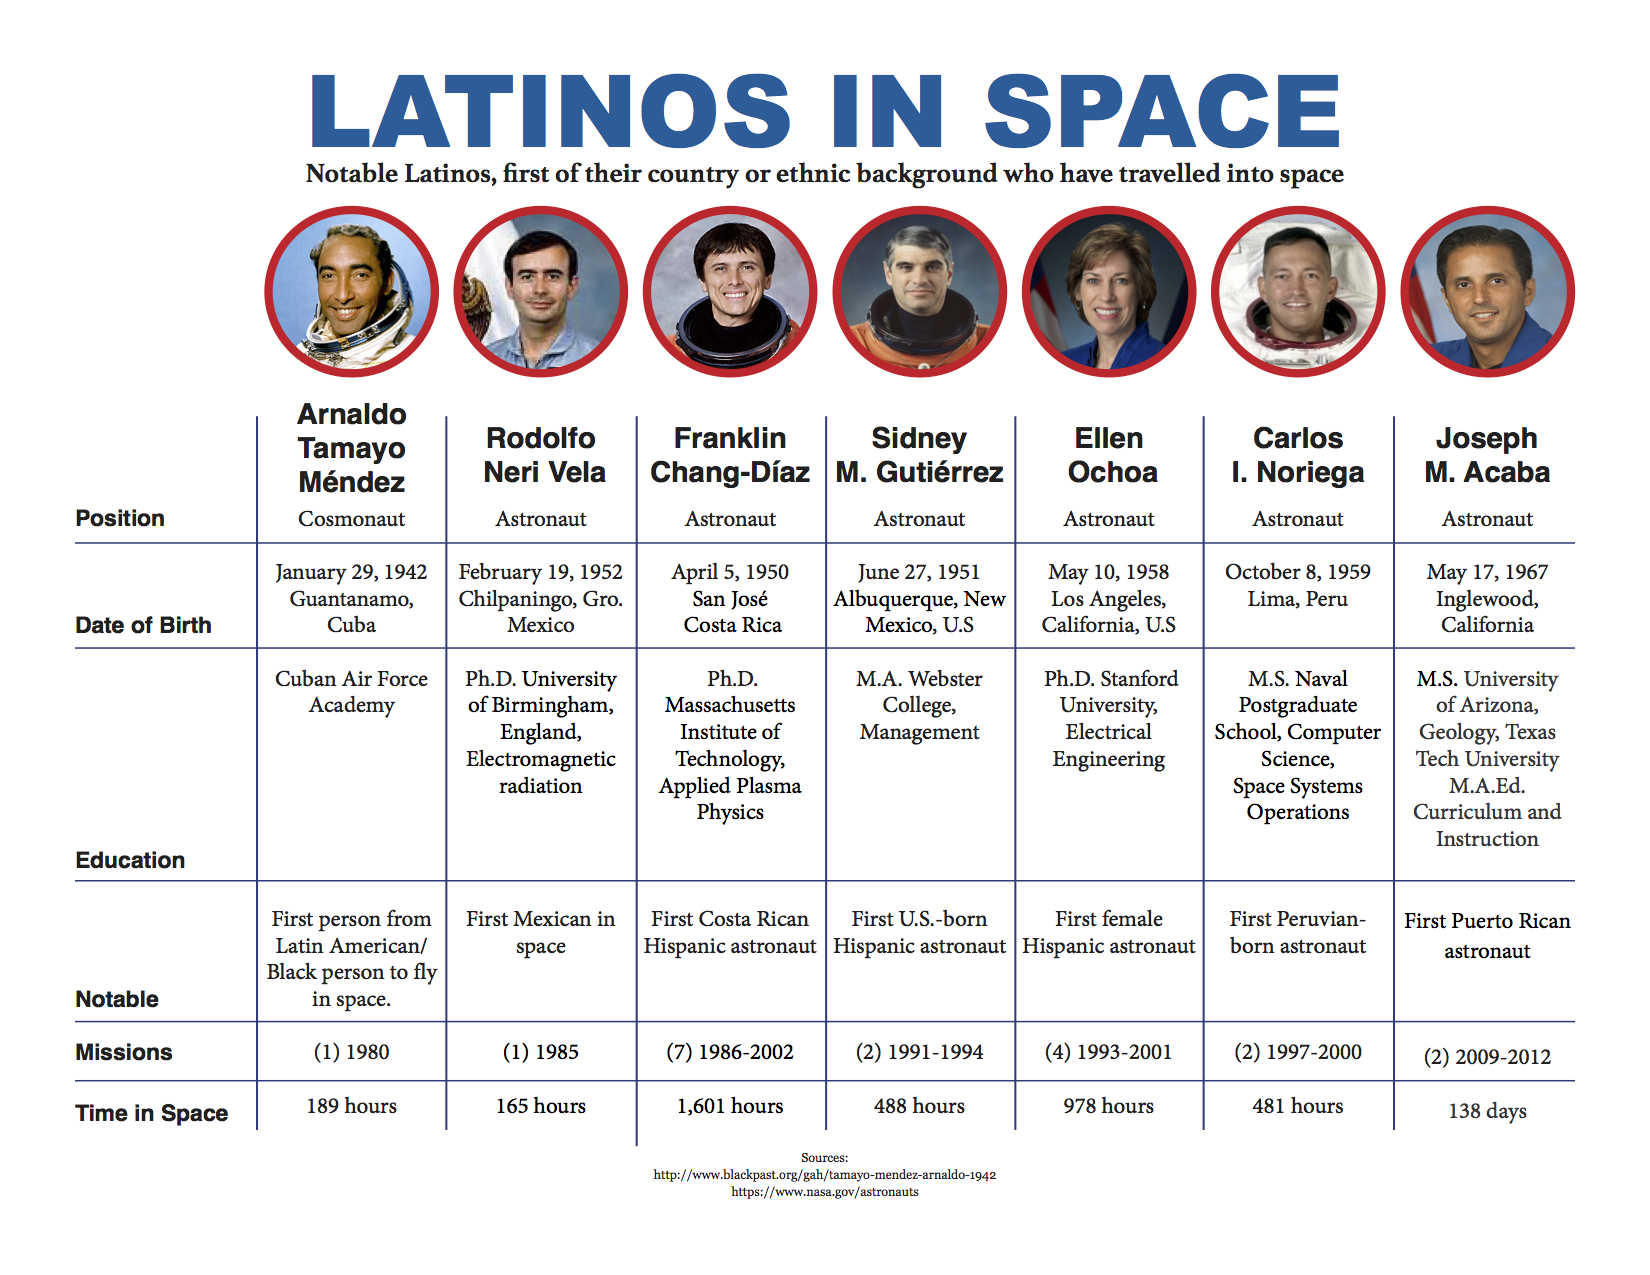 LATINOS IN SPACE
Notable Latinos, first of their country or ethnic background who have travelled into space
Arnaldo
Tamayo
Méndez
Rodolfo
Neri Vela
Franklin
Chang-Díaz
Sidney
M. Gutiérrez
Ellen
Ochoa
Carlos
I. Noriega
Joseph
M. Acaba
Position
Cosmonaut
Astronaut
Astronaut
Astronaut
Astronaut
Astronaut
Astronaut
Date of Birth
January 29, 1942
Guantanamo,
Cuba
February 19, 1952
Chilpaningo, Gro.
Mexico
April 5, 1950
San José
Costa Rica
June 27, 1951
Albuquerque, New
Mexico, U.S
May 10, 1958
Los Angeles,
California, U.S
October 8, 1959
Lima, Peru
May 17, 1967
Inglewood,
California
Education
Cuban Air Force
Academy
Ph.D. University
of Birmingham,
England,
Electromagnetic
radiation
Ph.D.
Massachusetts
Institute of
Technology,
Applied Plasma
Physics
M.A. Webster
College,
Management
Ph.D. Stanford
University,
Electrical
Engineering
M.S. Naval
Postgraduate
School, Computer
Science,
Space Systems
Operations
M.S. University
of Arizona,
Geology, Texas
Tech University
M.A.Ed.
Curriculum and
Instruction
Notable
First person from
Latin American/
Black person to fly
in space.
First Mexican in
space
First Costa Rican
Hispanic astronaut
First U.S.-born
Hispanic astronaut
First female
Hispanic astronaut
First Peruvian-
born astronaut
First Puerto Rican
astronaut
Missions
(1) 1980
(1) 1985
(7) 1986-2002
(2) 1991-1994
(4) 1993-2001
(2) 1997-2000
(2) 2009-2012
Time in Space
189 hours
165 hours
1,601 hours
488 hours
978 hours
481 hours
138 days
Sources:
http://www.blackpast.org/gah/tamayo-mendez-arnaldo-1942
https://www.nasa.gov/astronauts